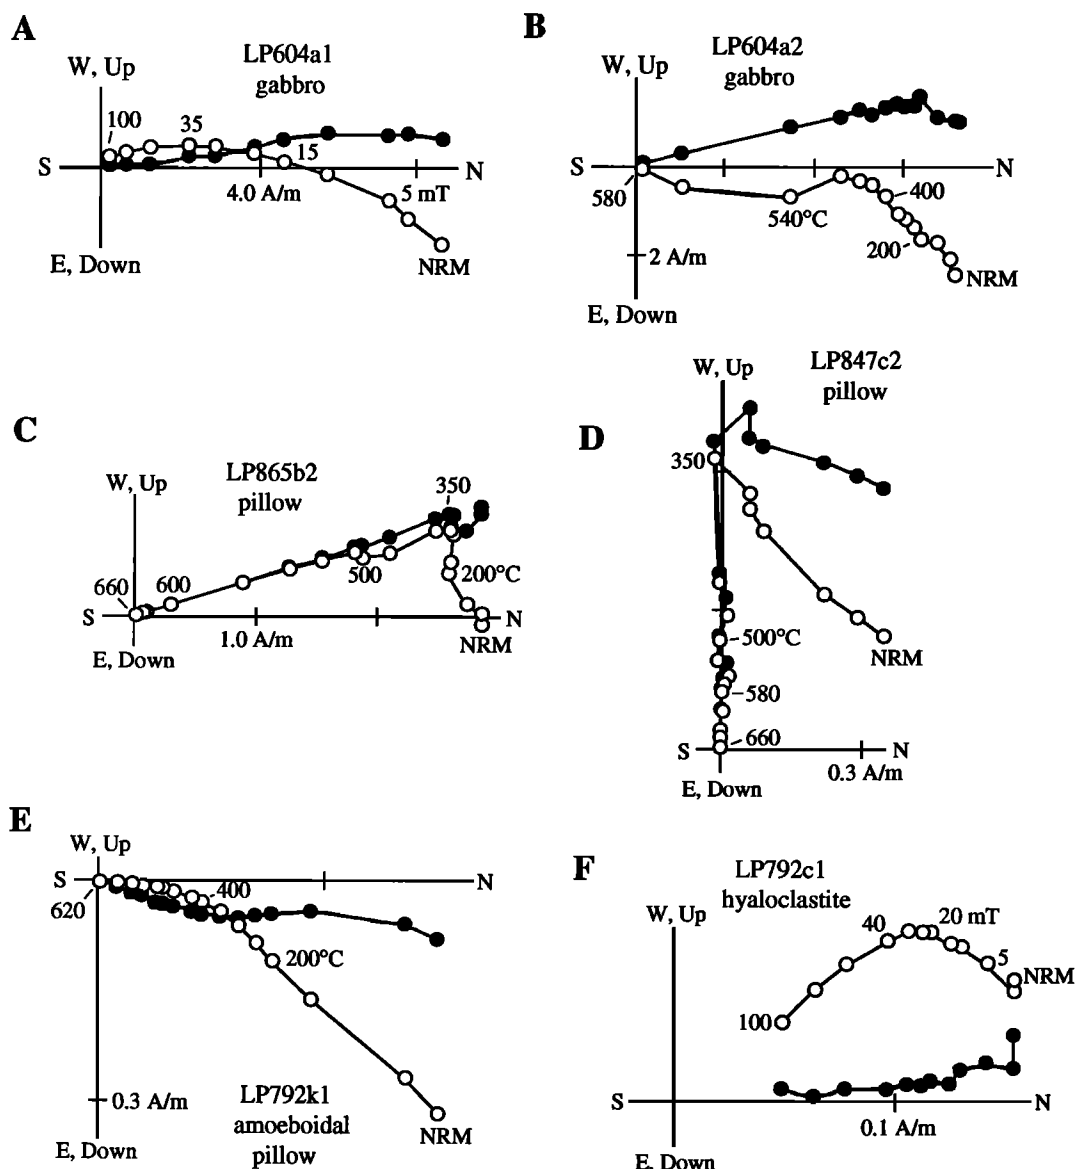 A
LP604a1
gabbro
W, Up
100
35
15
S
N
4.0 A/m
5 mT
E, Down
NRM
B
LP604a2
gabbro
W, Up
S
N
580
540°C
400
200
2 A/m
NRM
E, Down
C
LP865b2
pillow
W, Up
350
660
600
500
200°C
S
N
1.0 A/m
NRM
E, Down
D
LP847c2
pillow
W, Up
350
500°C
NRM
580
660
S
N
0.3 A/m
E, Down
E
W, Up
S
N
620
400
200°C
0.3 A/m
LP792k1
amoeboidal
pillow
NRM
E, Down
F
LP792c1
hyaloclastite
W, Up
40
20 mT
5
NRM
100
S
N
0.1 A/m
E, Down